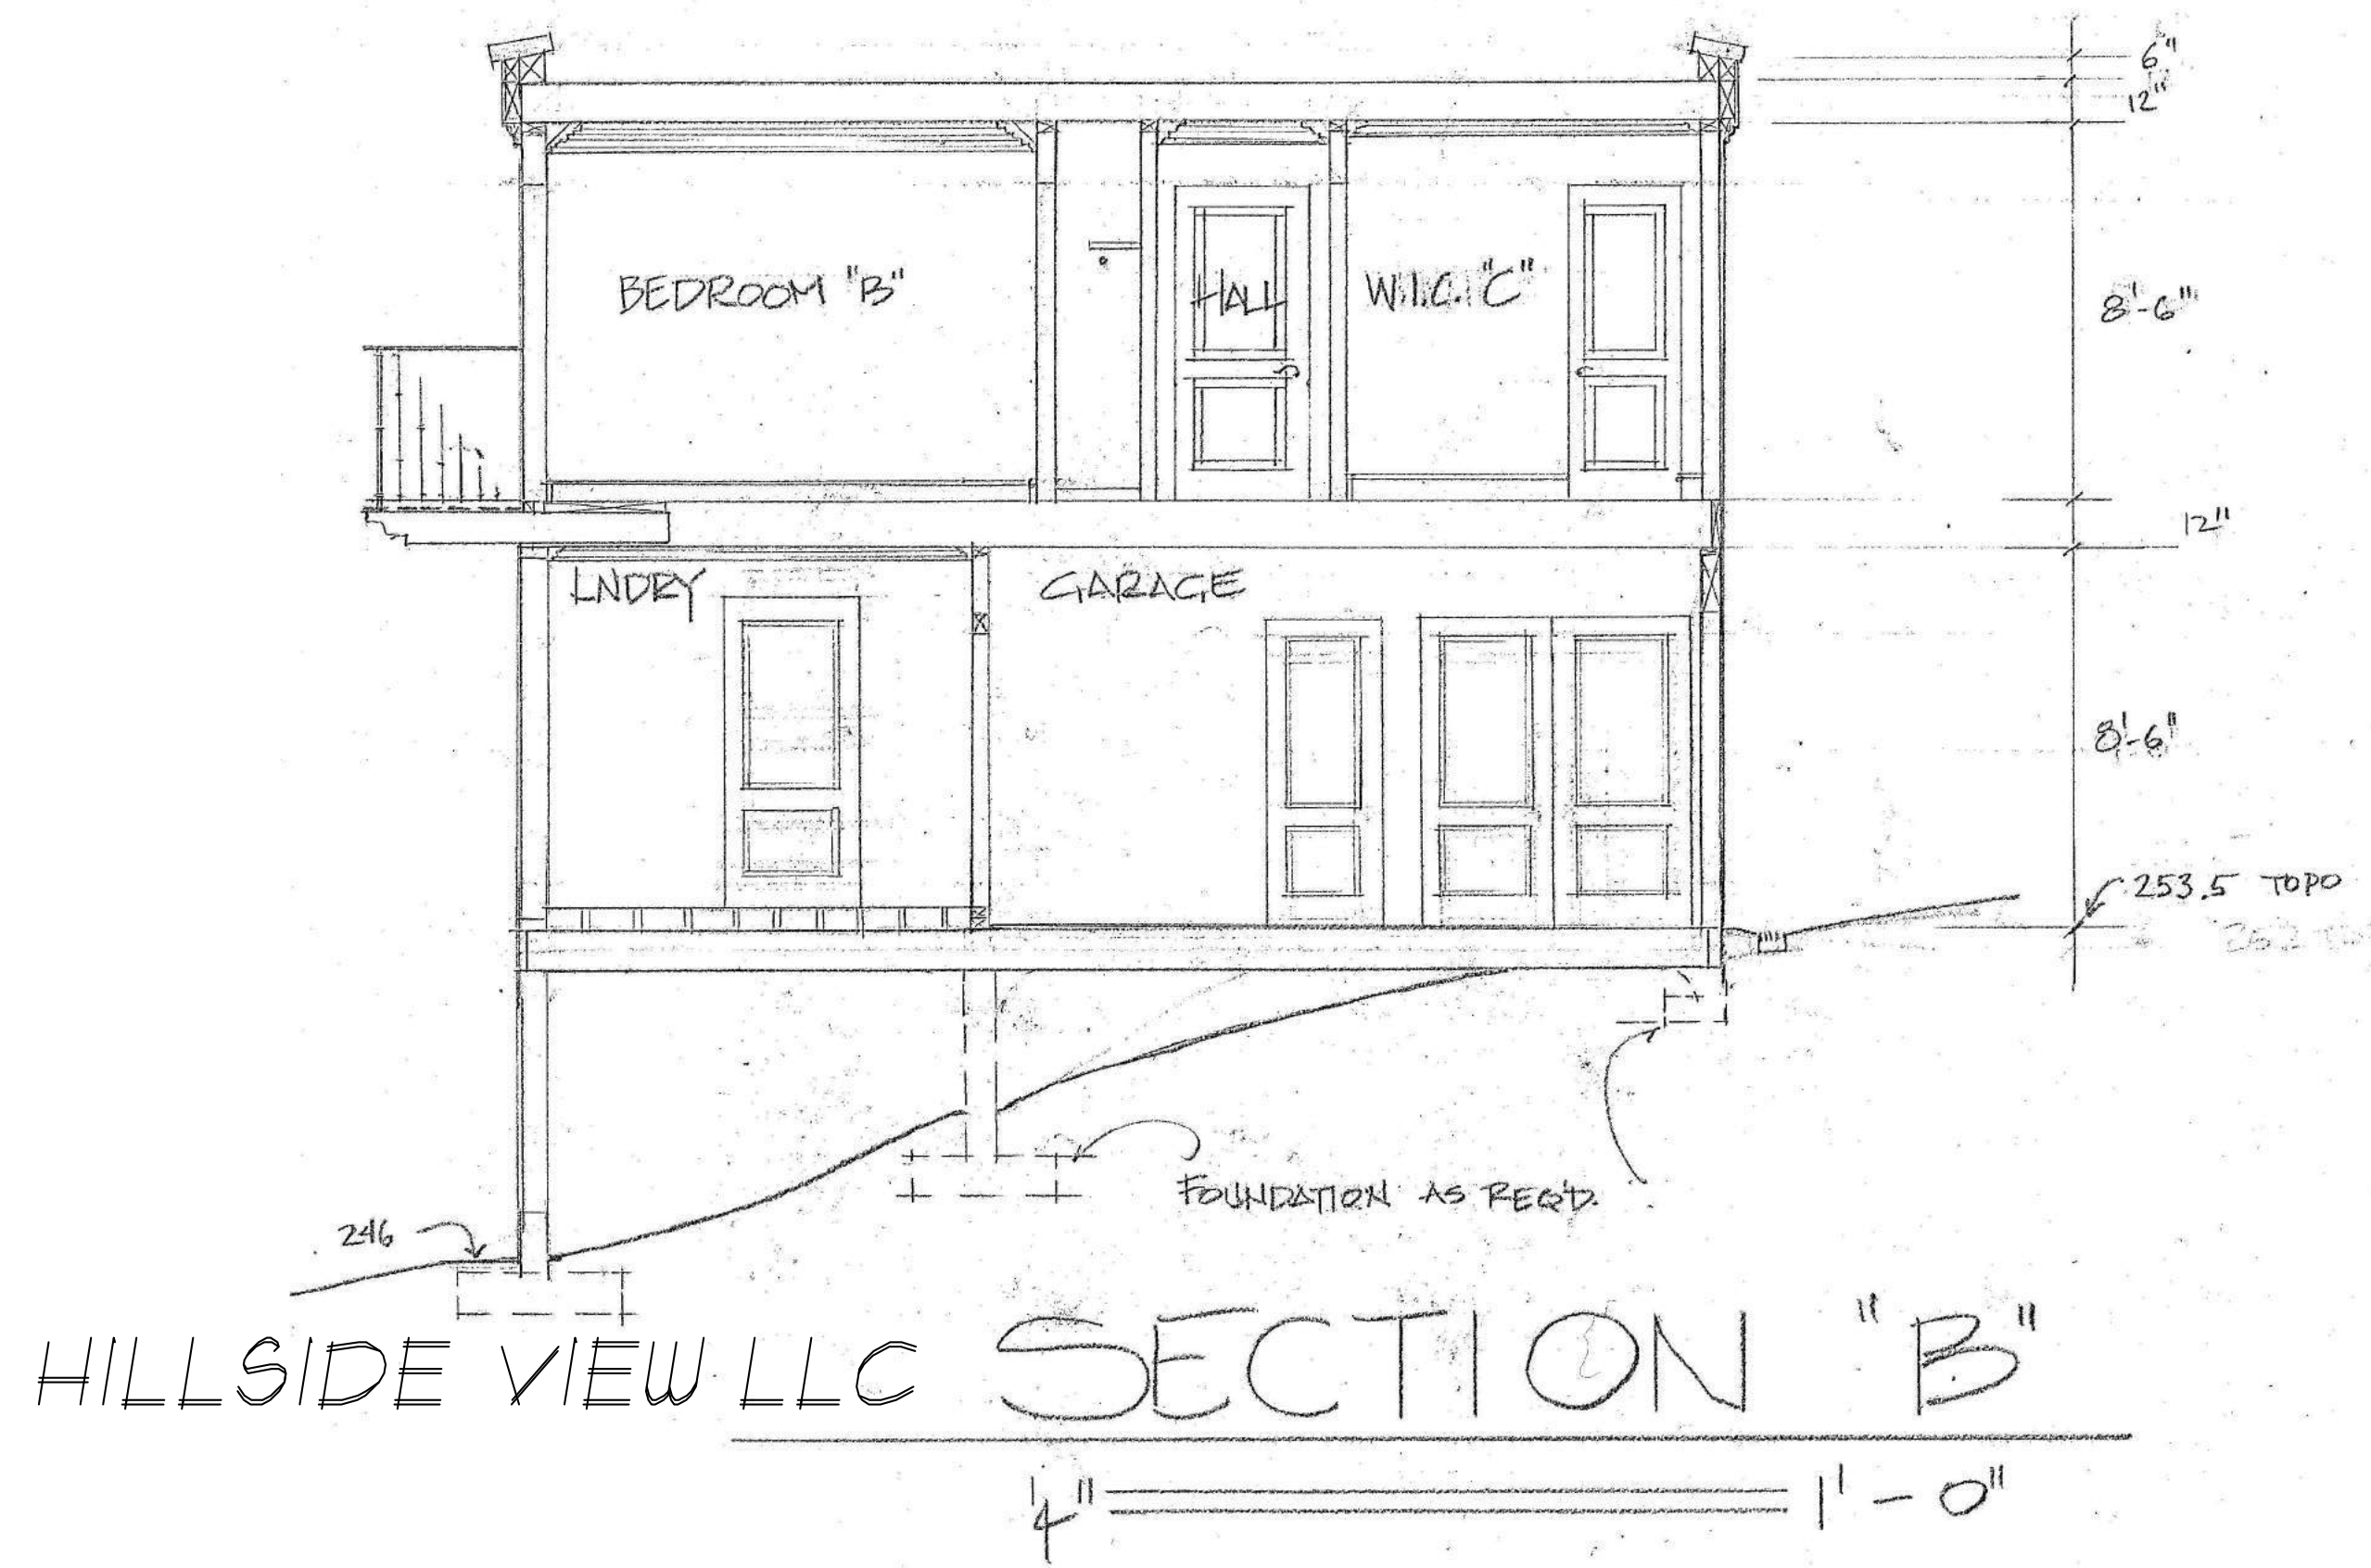 6"
12"
BEDROOM "B"
HALL
W.I.C. "C"
8'-6"
12"
LNDRY
GARAGE
8'-6"
253.5 TOPO
FOUNDATION AS REQ'D.
246
HILLSIDE VIEW LLC
SECTION "B"
1/4" = 1'-0"